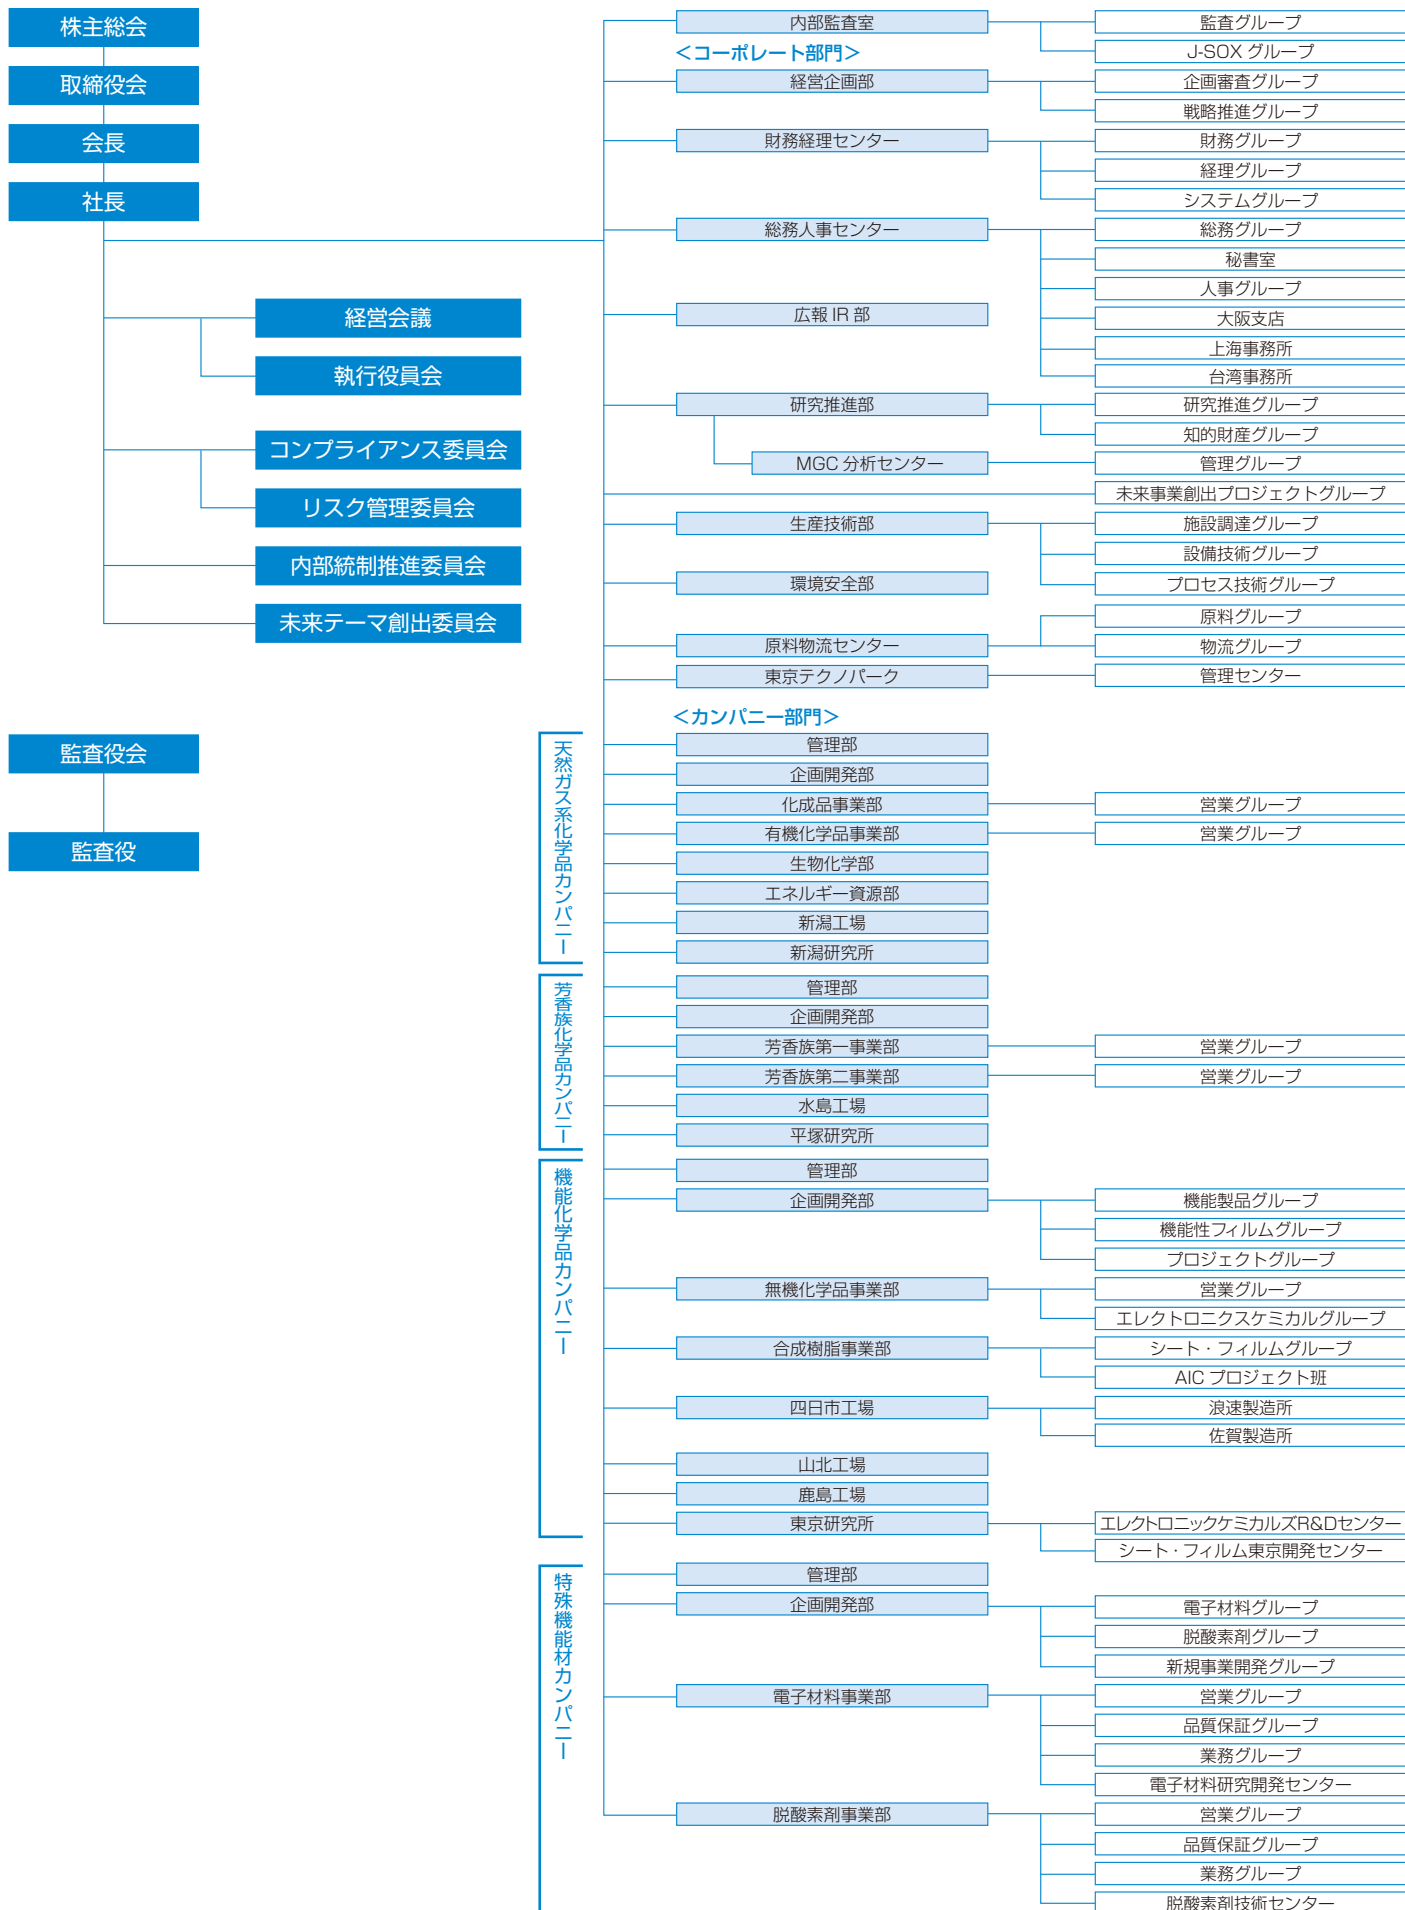 株主総会
取締役会
会長
社長
経営会議
執行役員会
コンプライアンス委員会
リスク管理委員会
内部統制推進委員会
未来テーマ創出委員会
監査役会
監査役
内部監査室
監査グループ
J-SOX グループ
＜コーポレート部門＞
経営企画部
企画審査グループ
戦略推進グループ
財務経理センター
財務グループ
経理グループ
システムグループ
総務人事センター
総務グループ
秘書室
人事グループ
大阪支店
上海事務所
台湾事務所
広報 IR 部
研究推進部
研究推進グループ
知的財産グループ
MGC 分析センター
管理グループ
未来事業創出プロジェクトグループ
生産技術部
施設調達グループ
設備技術グループ
プロセス技術グループ
環境安全部
原料物流センター
原料グループ
物流グループ
東京テクノパーク
管理センター
＜カンパニー部門＞
天然ガス系化学品カンパニー
管理部
企画開発部
化成品事業部
営業グループ
有機化学品事業部
営業グループ
生物化学部
エネルギー資源部
新潟工場
新潟研究所
芳香族化学品カンパニー
管理部
企画開発部
芳香族第一事業部
営業グループ
芳香族第二事業部
営業グループ
水島工場
平塚研究所
機能化学品カンパニー
管理部
企画開発部
機能製品グループ
機能性フィルムグループ
プロジェクトグループ
無機化学品事業部
営業グループ
エレクトロニクスケミカルグループ
合成樹脂事業部
シート・フィルムグループ
AIC プロジェクト班
四日市工場
浪速製造所
佐賀製造所
山北工場
鹿島工場
東京研究所
エレクトロニックケミカルズR&Dセンター
シート・フィルム東京開発センター
特殊機能材カンパニー
管理部
企画開発部
電子材料グループ
脱酸素剤グループ
新規事業開発グループ
電子材料事業部
営業グループ
品質保証グループ
業務グループ
電子材料研究開発センター
脱酸素剤事業部
営業グループ
品質保証グループ
業務グループ
脱酸素剤技術センター